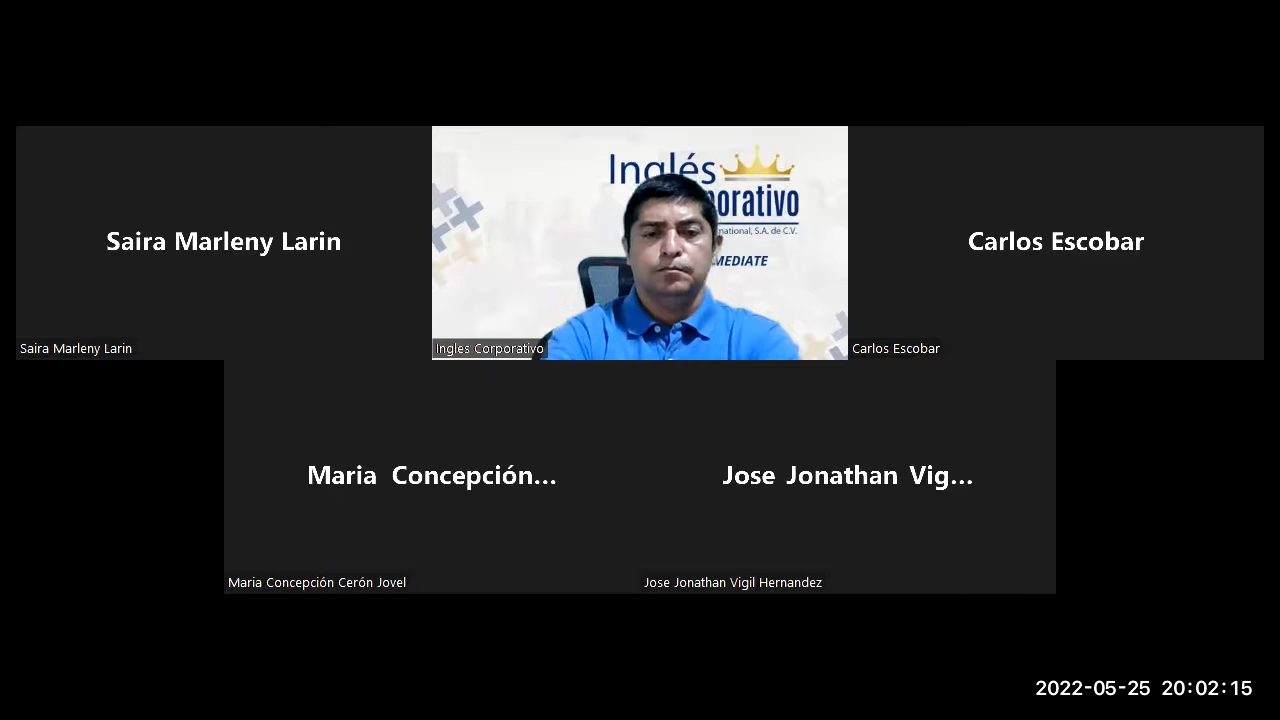 Saira Marleny Larin
Saira Marleny Larin
Inglés
orativo
national, S.A. de C.V.
MEDIATE
Ingles Corporativo
Carlos Escobar
Carlos Escobar
Maria Concepción...
Maria Concepción Cerón Jovel
Jose Jonathan Vig...
Jose Jonathan Vigil Hernandez
2022-05-25 20:02:15